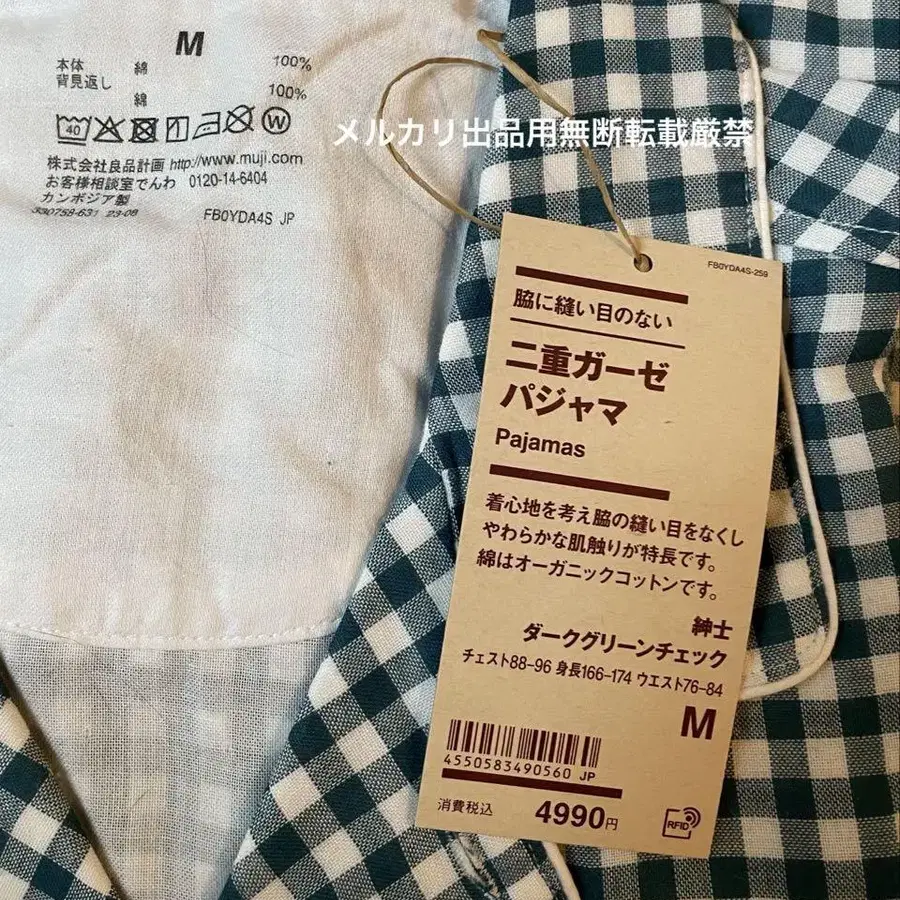 M
本体 綿 100%
背見返し
綿 100%
40 W
株式会社良品計画 http://www.muji.com
お客様相談室でんわ 0120-14-6404
カンボジア製
330758-631 23-08
FB0YDA4S JP
メルカリ出品用無断転載厳禁
FB0YDA4S-259
脇に縫い目のない
二重ガーゼ
パジャマ
Pajamas
着心地を考え脇の縫い目をなくし
やわらかな肌触りが特長です。
綿はオーガニックコットンです。
紳士
ダークグリーンチェック
チェスト88-96 身長166-174 ウエスト76-84
M
4550583490560 JP
消費税込 4990円
RFID